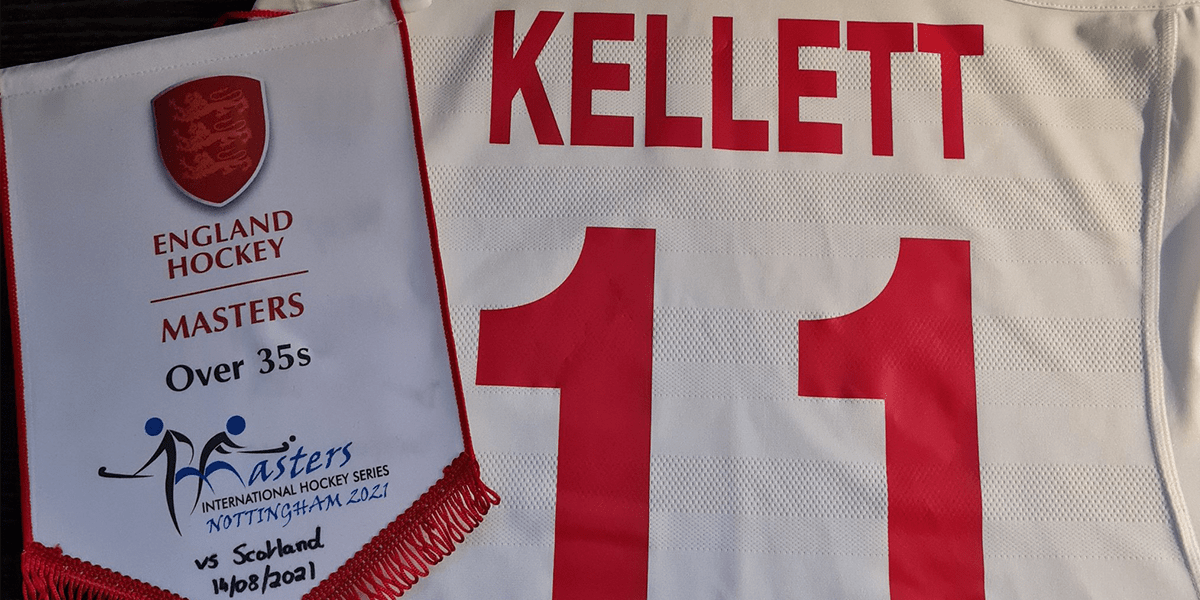 ENGLAND
HOCKEY
MASTERS
Over 35s
Masters
INTERNATIONAL HOCKEY SERIES
NOTTINGHAM 2021
vs Scotland
14/08/2021
KELLETT
11